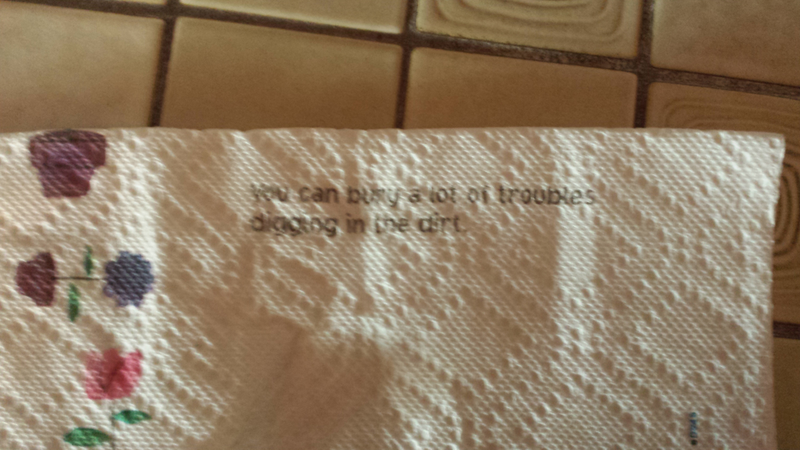 You can bury a lot of troubles
digging in the dirt.